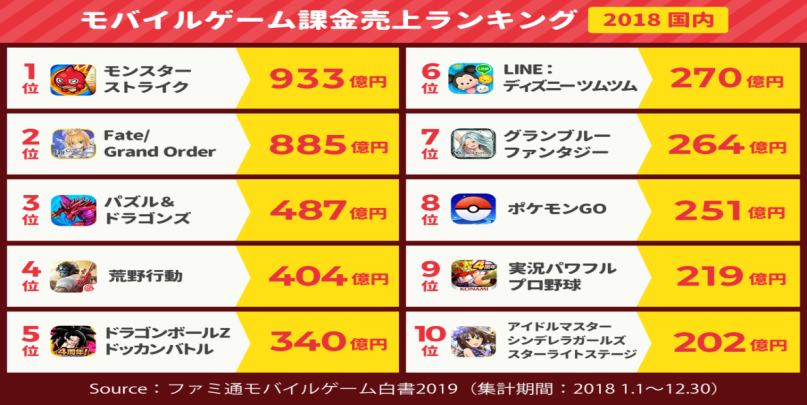 モバイルゲーム課金売上ランキング 2018 国内
1位
モンスター
ストライク
933億円
2位
Fate/
Grand Order
885億円
3位
パズル＆
ドラゴンズ
487億円
4位
荒野行動
404億円
5位
4周年!
ドラゴンボールZ
ドッカンバトル
340億円
6位
LINE
LINE：
ディズニーツムツム
270億円
7位
グランブルー
ファンタジー
264億円
8位
ポケモンGO
251億円
9位
4周年
KONAMI
実況パワフル
プロ野球
219億円
10位
アイドルマスター
シンデレラガールズ
スターライトステージ
202億円
Source：ファミ通モバイルゲーム白書2019（集計期間：2018 1.1～12.30）